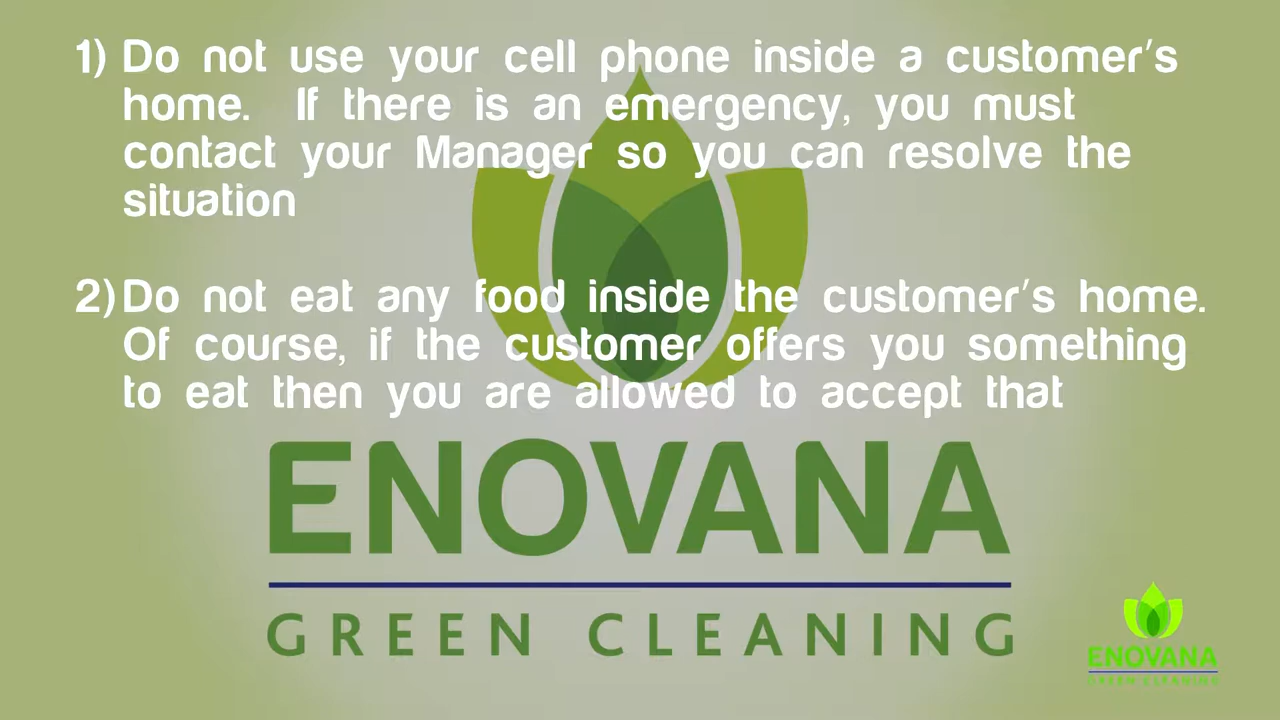 1) Do not use your cell phone inside a customer's
home. If there is an emergency, you must
contact your Manager so you can resolve the
situation
2) Do not eat any food inside the customer's home.
Of course, if the customer offers you something
to eat then you are allowed to accept that
ENOVANA
GREEN CLEANING
ENOVANA
GREEN CLEANING